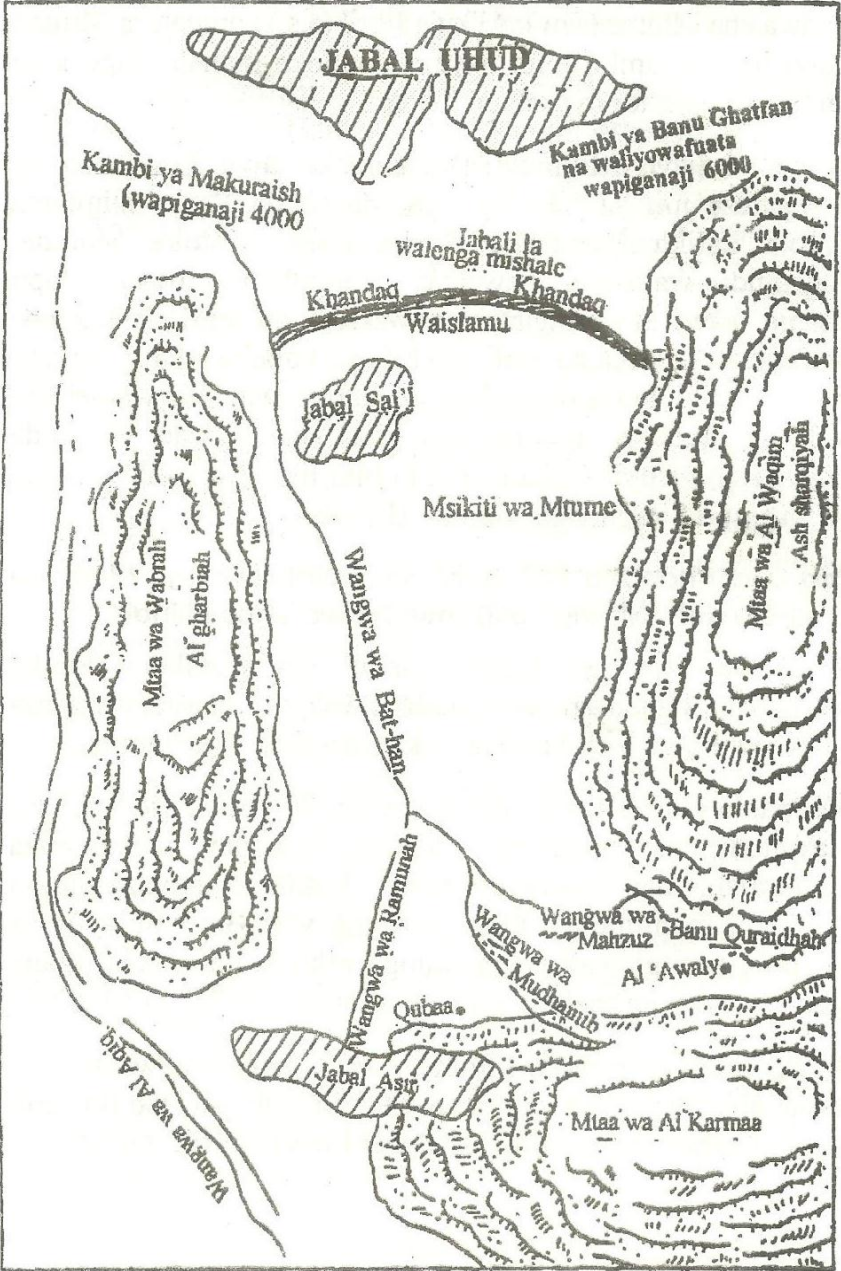 JABAL UHUD
Kambi ya Banu Ghatfan
na waliyowafuata
wapiganaji 6000
Kambi ya Makuraish
(wapiganaji 4000
Jabali la
walenga mishale
Khandaq
Khandaq
Waislamu
Jabal Sal'i
Msikiti wa Mtume
Mtaa wa Al Waqim
Ash sharqiyah
Mtaa wa Wabrah
Al gharbiah
Wangwa wa Bat-han
Wangwa wa Ramunah
Wangwa wa
Mahzuz
Banu Quraidhah
Wangwa wa
Mudhainib
Al 'Awaly
Qubaa
Jabal Asir
Mtaa wa Al Karmaa
Wangwa wa Al Aqiq